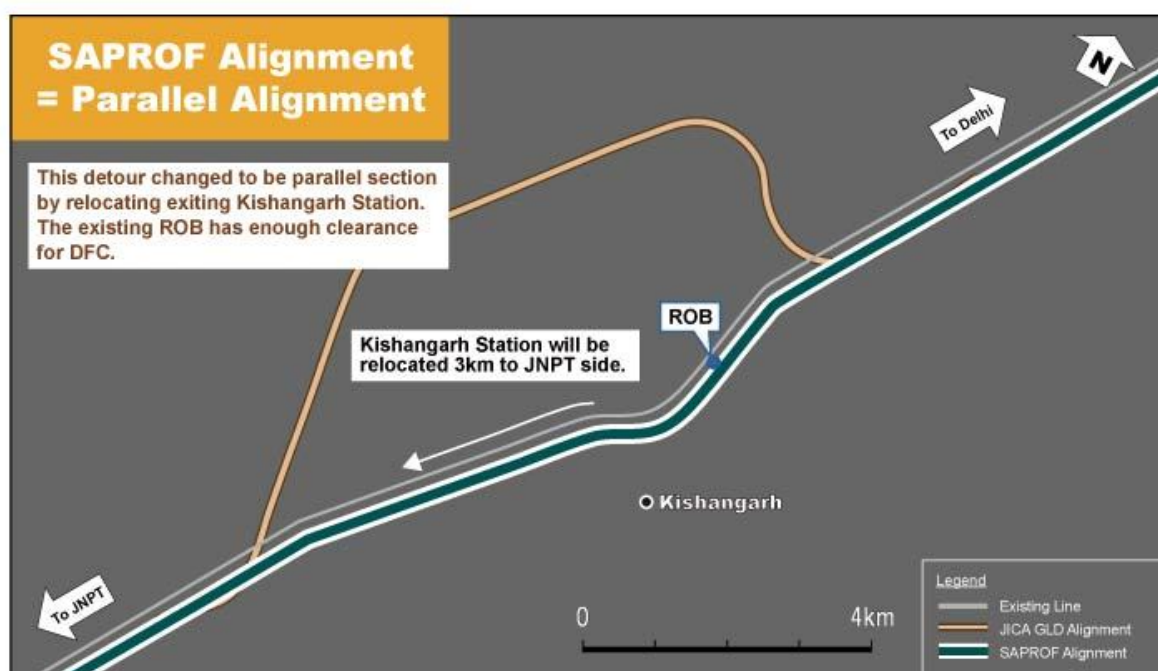 SAPROF Alignment
= Parallel Alignment
This detour changed to be parallel section
by relocating exiting Kishangarh Station.
The existing ROB has enough clearance
for DFC.
N
To Delhi
ROB
Kishangarh Station will be
relocated 3km to JNPT side.
Kishangarh
To JNPT
0
4km
Legend
Existing Line
JICA GLD Alignment
SAPROF Alignment